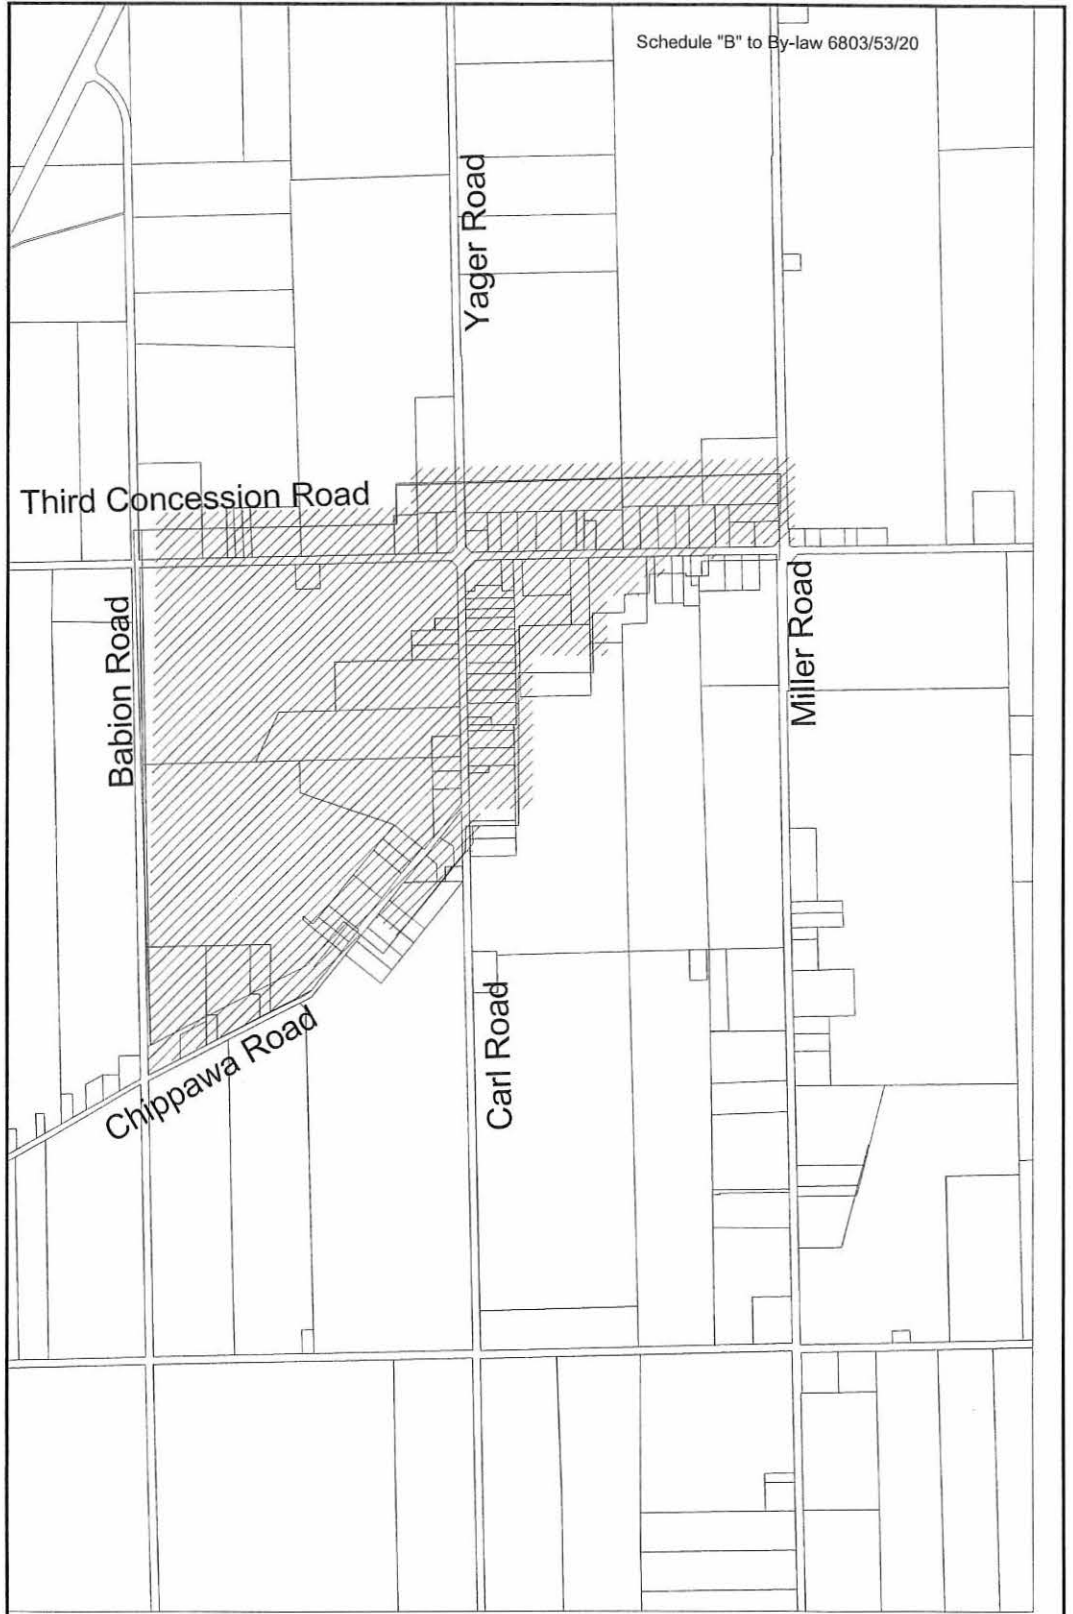 Schedule "B" to By-law 6803/53/20
Yager Road
Third Concession Road
Babion Road
Miller Road
Chippawa Road
Carl Road